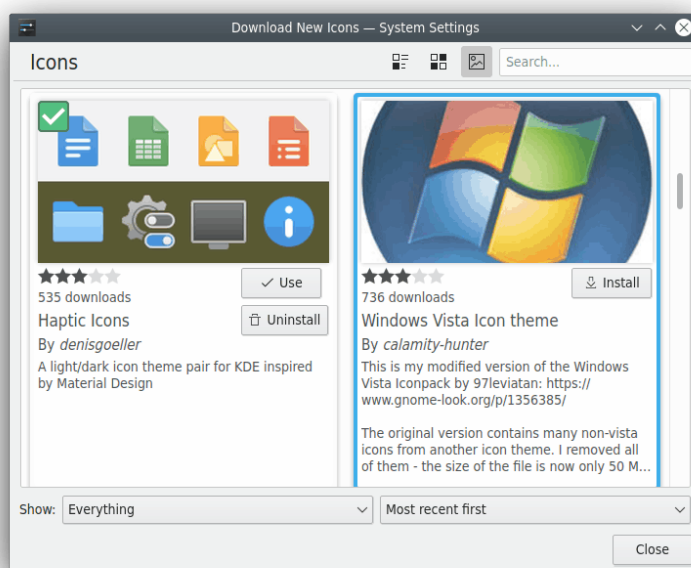 Download New Icons — System Settings
Icons
Search...
535 downloads
Use
Haptic Icons
Uninstall
By denisgoeller
A light/dark icon theme pair for KDE inspired
by Material Design
736 downloads
Install
Windows Vista Icon theme
By calamity-hunter
This is my modified version of the Windows
Vista Iconpack by 97leviatan: https://
www.gnome-look.org/p/1356385/
The original version contains many non-vista
icons from another icon theme. I removed all
of them - the size of the file is now only 50 M...
Show:
Everything
Most recent first
Close